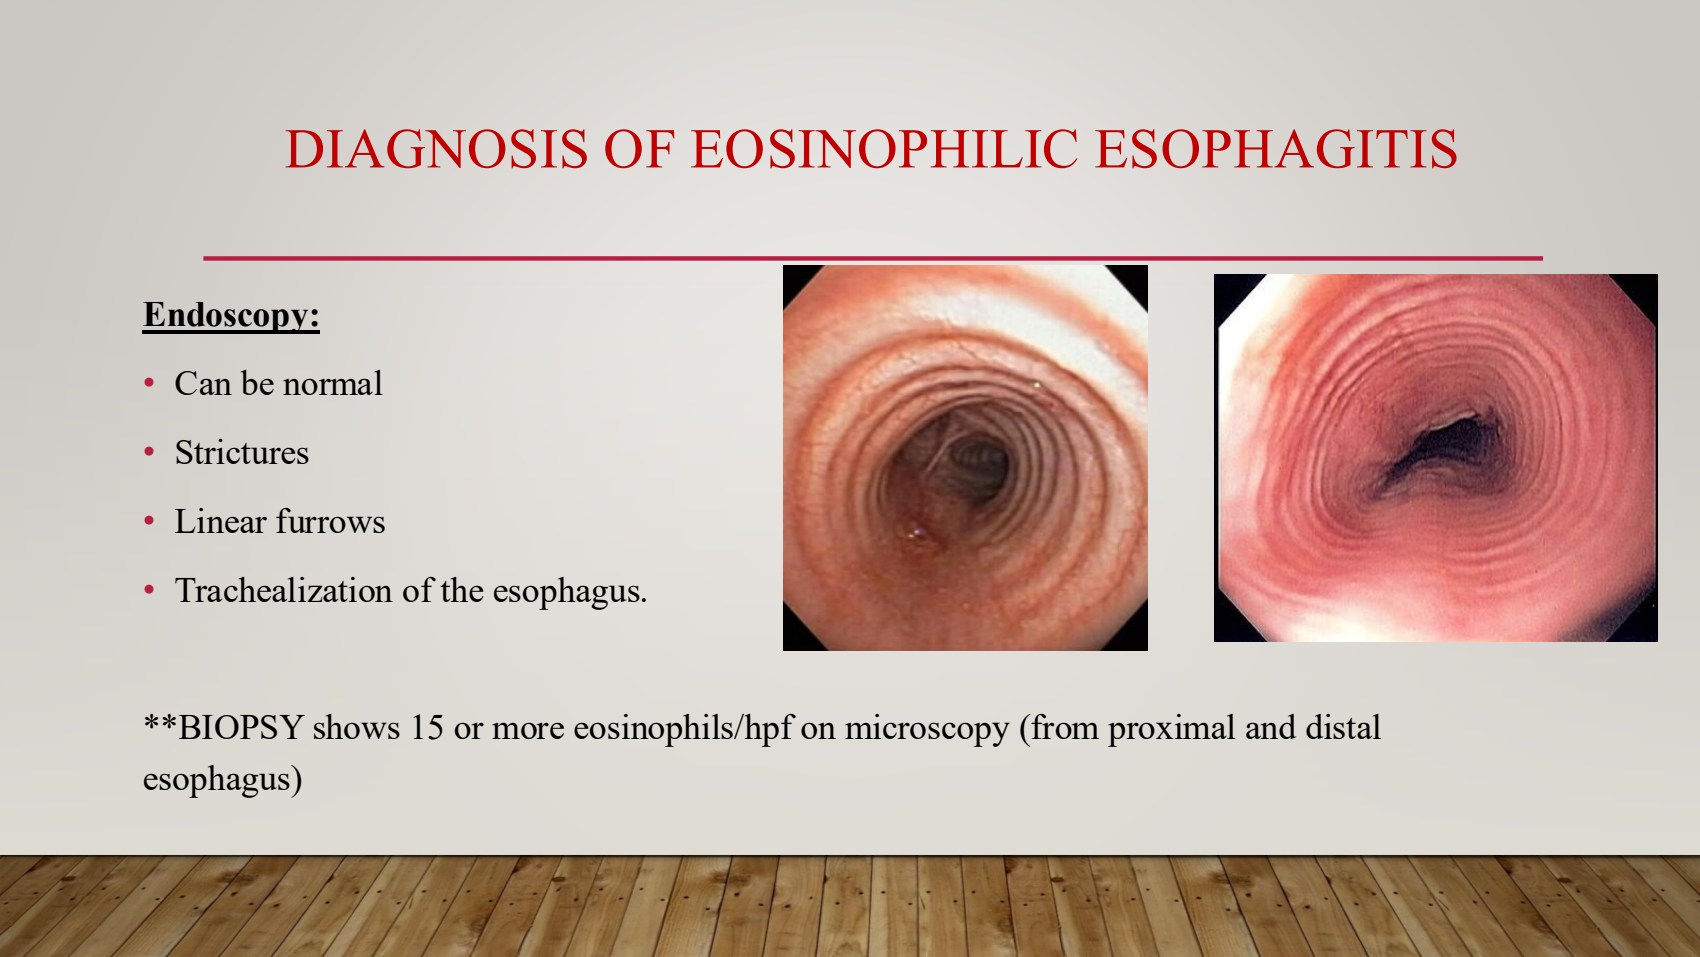 DIAGNOSIS OF EOSINOPHILIC ESOPHAGITIS
Endoscopy:
• Can be normal
• Strictures
• Linear furrows
• Trachealization of the esophagus.
**BIOPSY shows 15 or more eosinophils/hpf on microscopy (from proximal and distal
esophagus)